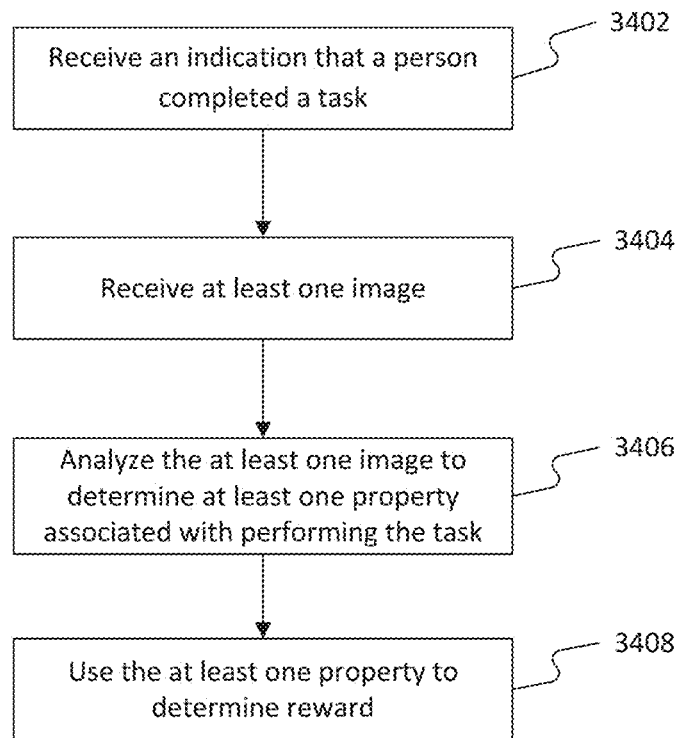 3402
Receive an indication that a person
completed a task
3404
Receive at least one image
3406
Analyze the at least one image to
determine at least one property
associated with performing the task
3408
Use the at least one property to
determine reward